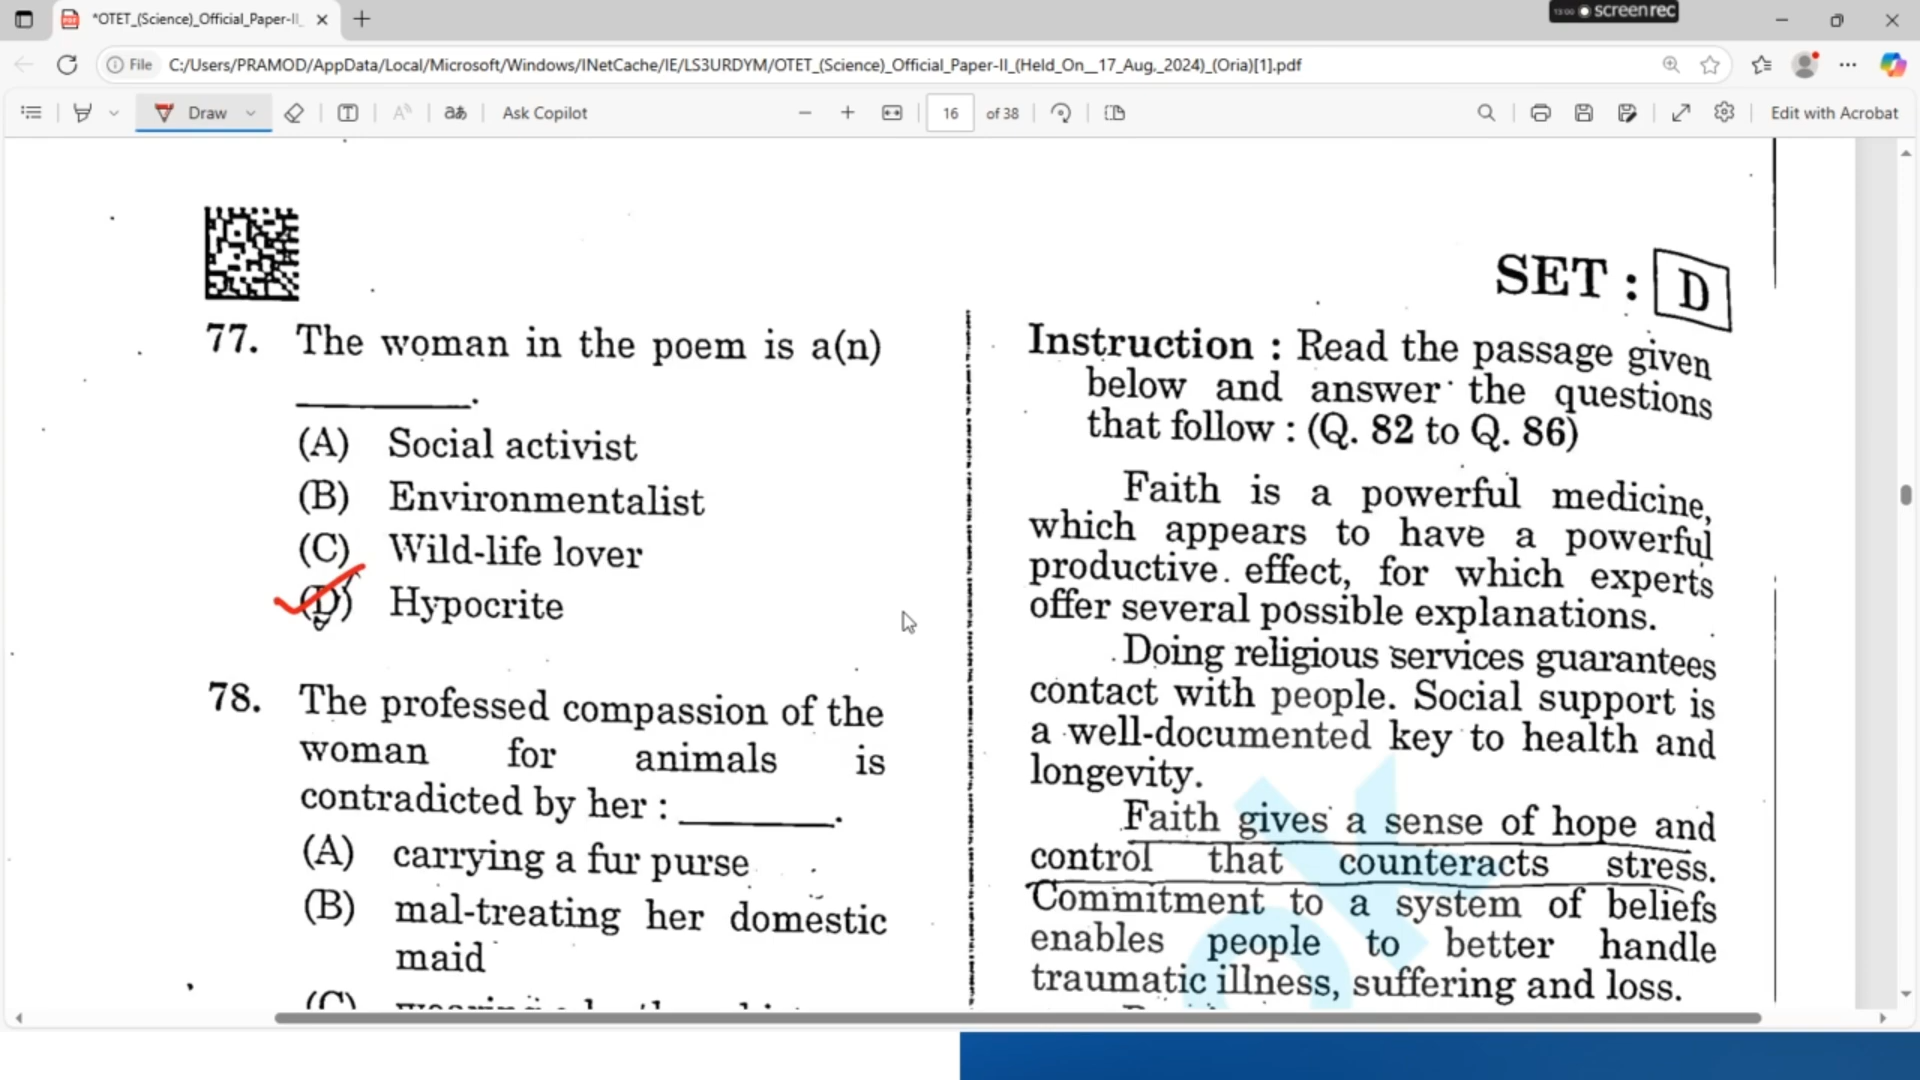 *OTET_(Science)_Official_Paper-II_
13:00 screenrec
File C:/Users/PRAMOD/AppData/Local/Microsoft/Windows/INetCache/IE/LS3URDYM/OTET_(Science)_Official_Paper-II_(Held_On__17_Aug,_2024)_(Oria)[1].pdf
Draw Ask Copilot 16 of 38 Edit with Acrobat
SET : D
77. The woman in the poem is a(n)
________.
(A) Social activist
(B) Environmentalist
(C) Wild-life lover
(D) Hypocrite
78. The professed compassion of the
woman for animals is
contradicted by her : ________.
(A) carrying a fur purse
(B) mal-treating her domestic
maid
(C)
Instruction : Read the passage given
below and answer the questions
that follow : (Q. 82 to Q. 86)
Faith is a powerful medicine,
which appears to have a powerful
productive effect, for which experts
offer several possible explanations.
Doing religious services guarantees
contact with people. Social support is
a well-documented key to health and
longevity.
Faith gives a sense of hope and
control that counteracts stress.
Commitment to a system of beliefs
enables people to better handle
traumatic illness, suffering and loss.